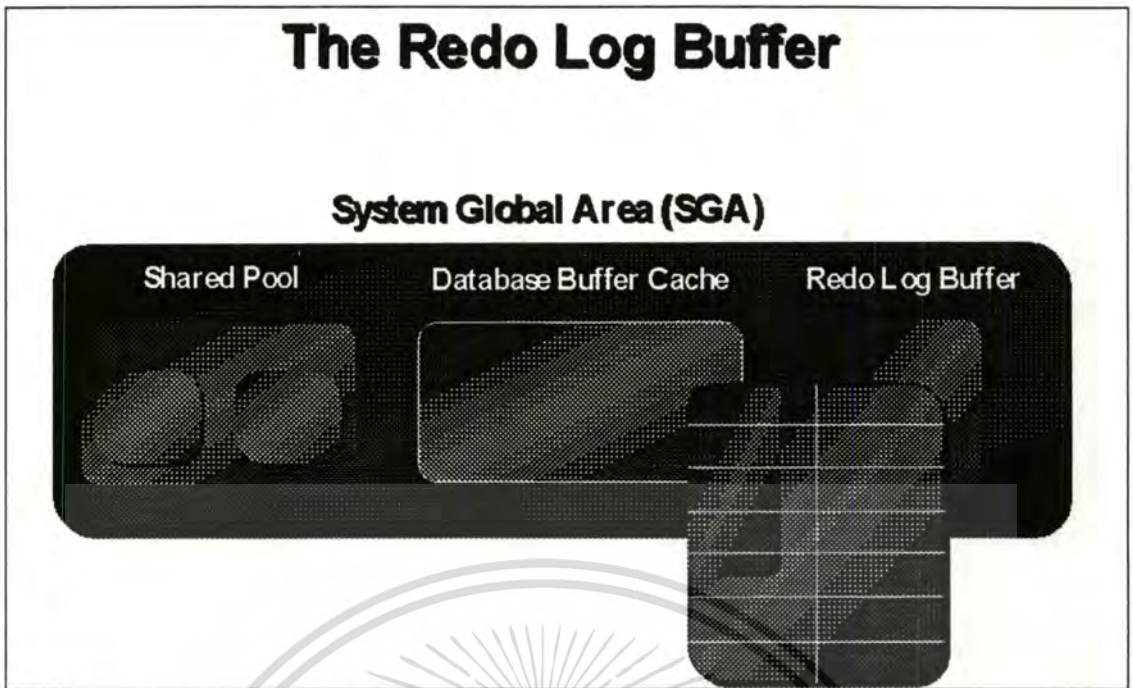 The Redo Log Buffer
System Global Area (SGA)
Shared Pool
Database Buffer Cache
Redo Log Buffer